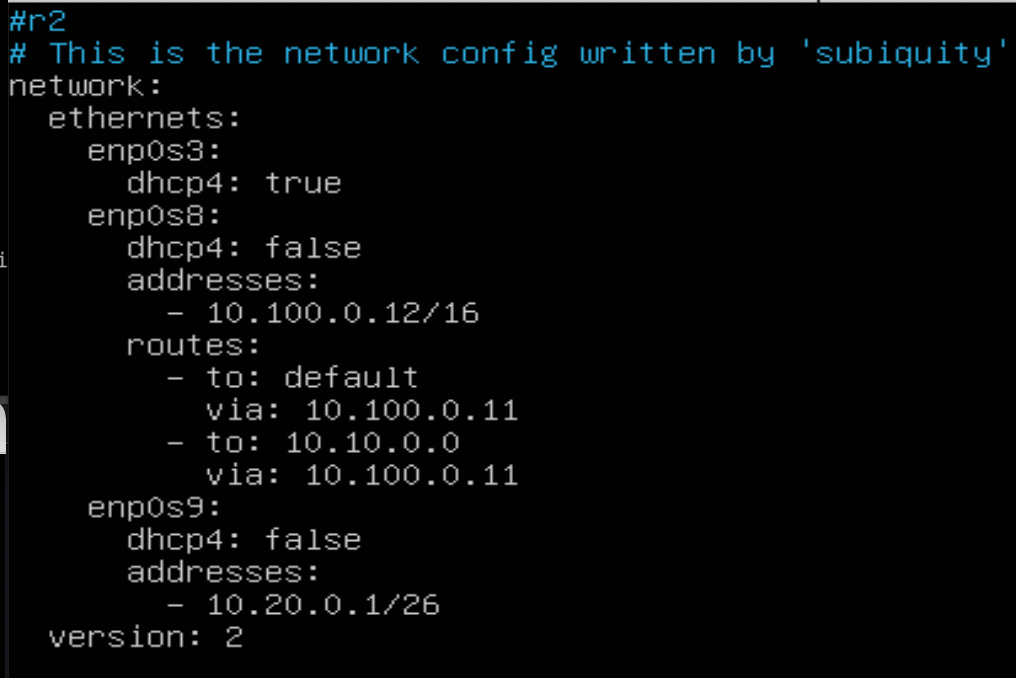 #r2
# This is the network config written by 'subiquity'
network:
  ethernets:
    enp0s3:
      dhcp4: true
    enp0s8:
      dhcp4: false
      addresses:
        - 10.100.0.12/16
      routes:
        - to: default
          via: 10.100.0.11
        - to: 10.10.0.0
          via: 10.100.0.11
    enp0s9:
      dhcp4: false
      addresses:
        - 10.20.0.1/26
  version: 2